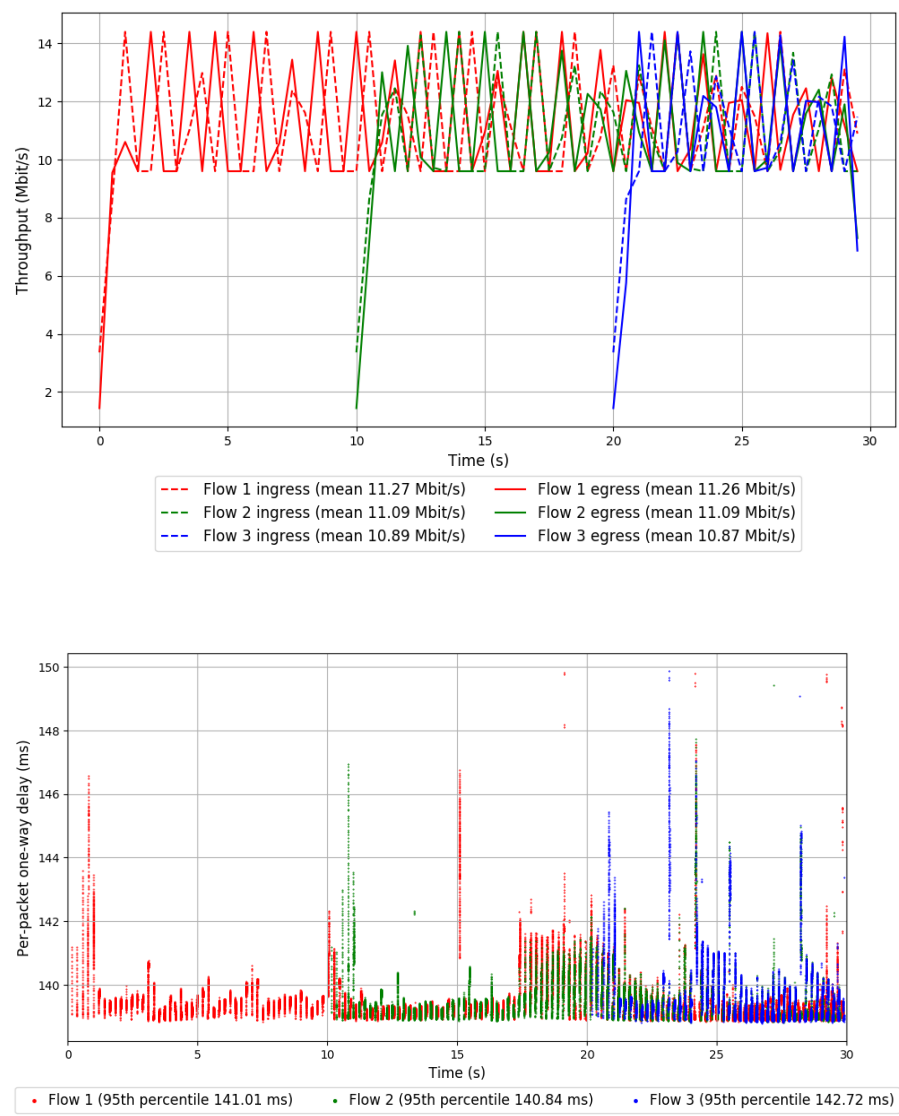 14
12
10
8
6
4
2
Throughput (Mbit/s)
0 5 10 15 20 25 30
Time (s)
Flow 1 ingress (mean 11.27 Mbit/s) Flow 1 egress (mean 11.26 Mbit/s)
Flow 2 ingress (mean 11.09 Mbit/s) Flow 2 egress (mean 11.09 Mbit/s)
Flow 3 ingress (mean 10.89 Mbit/s) Flow 3 egress (mean 10.87 Mbit/s)
150
148
146
144
142
140
Per-packet one-way delay (ms)
0 5 10 15 20 25 30
Time (s)
Flow 1 (95th percentile 141.01 ms) Flow 2 (95th percentile 140.84 ms) Flow 3 (95th percentile 142.72 ms)